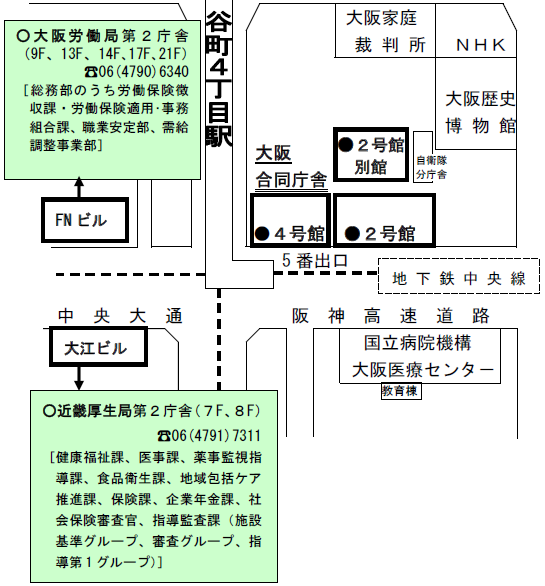 〇大阪労働局第２庁舎
(9F、13F、14F,17F,21F)
☎06(4790)6340
[総務部のうち労働保険徴
収課・労働保険適用・事務
組合課、職業安定部、需給
調整事業部]
FNビル
谷町４丁目駅
大阪家庭
裁判所
ＮＨＫ
大阪歴史
博物館
大阪
合同庁舎
●２号館
別館
自衛隊
分庁舎
●４号館
●２号館
５番出口
地下鉄中央線
中央大通
阪神高速道路
大江ビル
国立病院機構
大阪医療センター
教育棟
〇近畿厚生局第２庁舎(７F、８F)
☎06(4791)7311
[健康福祉課、医事課、薬事監視指
導課、食品衛生課、地域包括ケア
推進課、保険課、企業年金課、社
会保険審査官、指導監査課（施設
基準グループ、審査グループ、指
導第１グループ)]